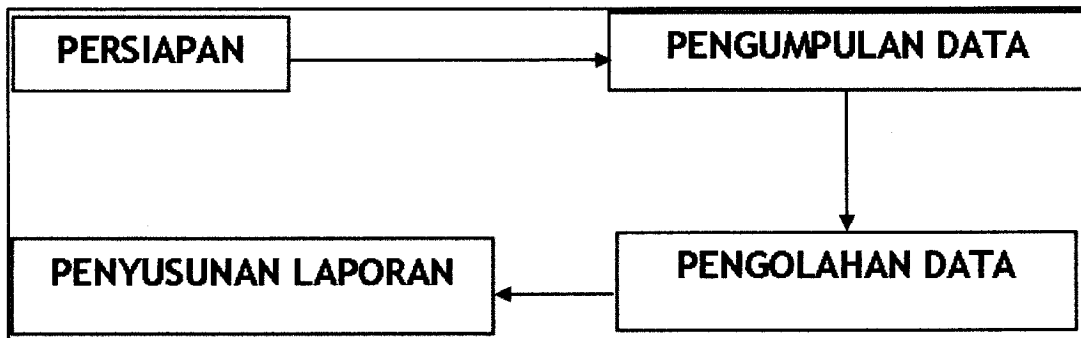 PERSIAPAN
PENGUMPULAN DATA
PENGOLAHAN DATA
PENYUSUNAN LAPORAN